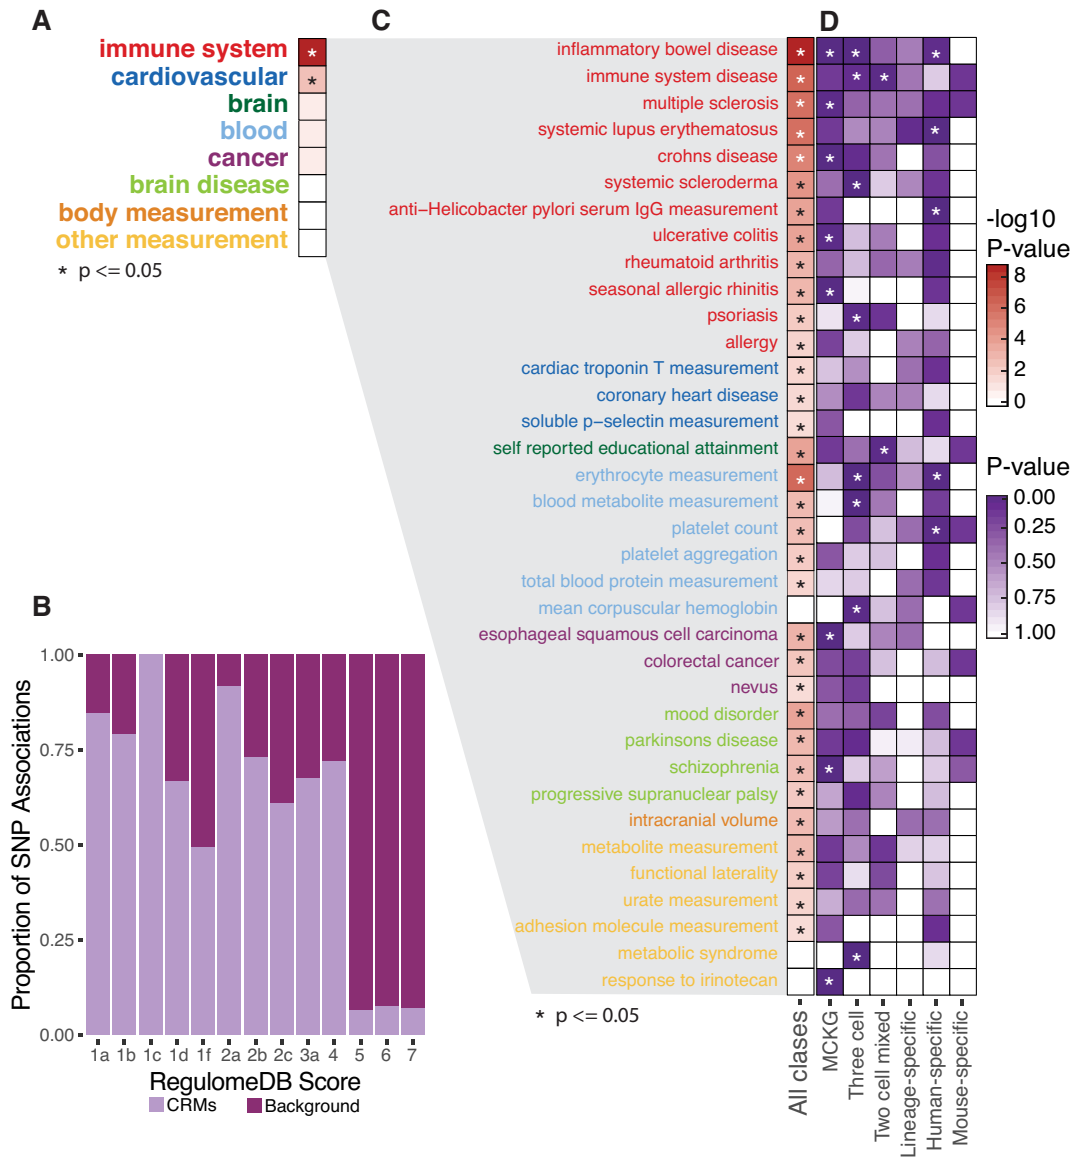 A
immune system *
cardiovascular *
brain
blood
cancer
brain disease
body measurement
other measurement
* p <= 0.05
C
D
inflammatory bowel disease * * * *
immune system disease * * *
multiple sclerosis * *
systemic lupus erythematosus * *
crohns disease * *
systemic scleroderma * *
anti−Helicobacter pylori serum IgG measurement * *
ulcerative colitis * *
rheumatoid arthritis *
seasonal allergic rhinitis * *
psoriasis * *
allergy *
cardiac troponin T measurement *
coronary heart disease *
soluble p−selectin measurement *
self reported educational attainment * *
erythrocyte measurement * * *
blood metabolite measurement * *
platelet count * *
platelet aggregation *
total blood protein measurement *
mean corpuscular hemoglobin *
esophageal squamous cell carcinoma * *
colorectal cancer *
nevus *
mood disorder *
parkinsons disease *
schizophrenia * *
progressive supranuclear palsy *
intracranial volume *
metabolite measurement *
functional laterality *
urate measurement *
adhesion molecule measurement *
metabolic syndrome *
response to irinotecan *
* p <= 0.05
All clases
MCKG
Three cell
Two cell mixed
Lineage-specific
Human-specific
Mouse-specific
-log10
P-value
8
6
4
2
0
P-value
0.00
0.25
0.50
0.75
1.00
B
Proportion of SNP Associations
1.00
0.75
0.50
0.25
0.00
1a 1b 1c 1d 1f 2a 2b 2c 3a 4 5 6 7
RegulomeDB Score
CRMs Background